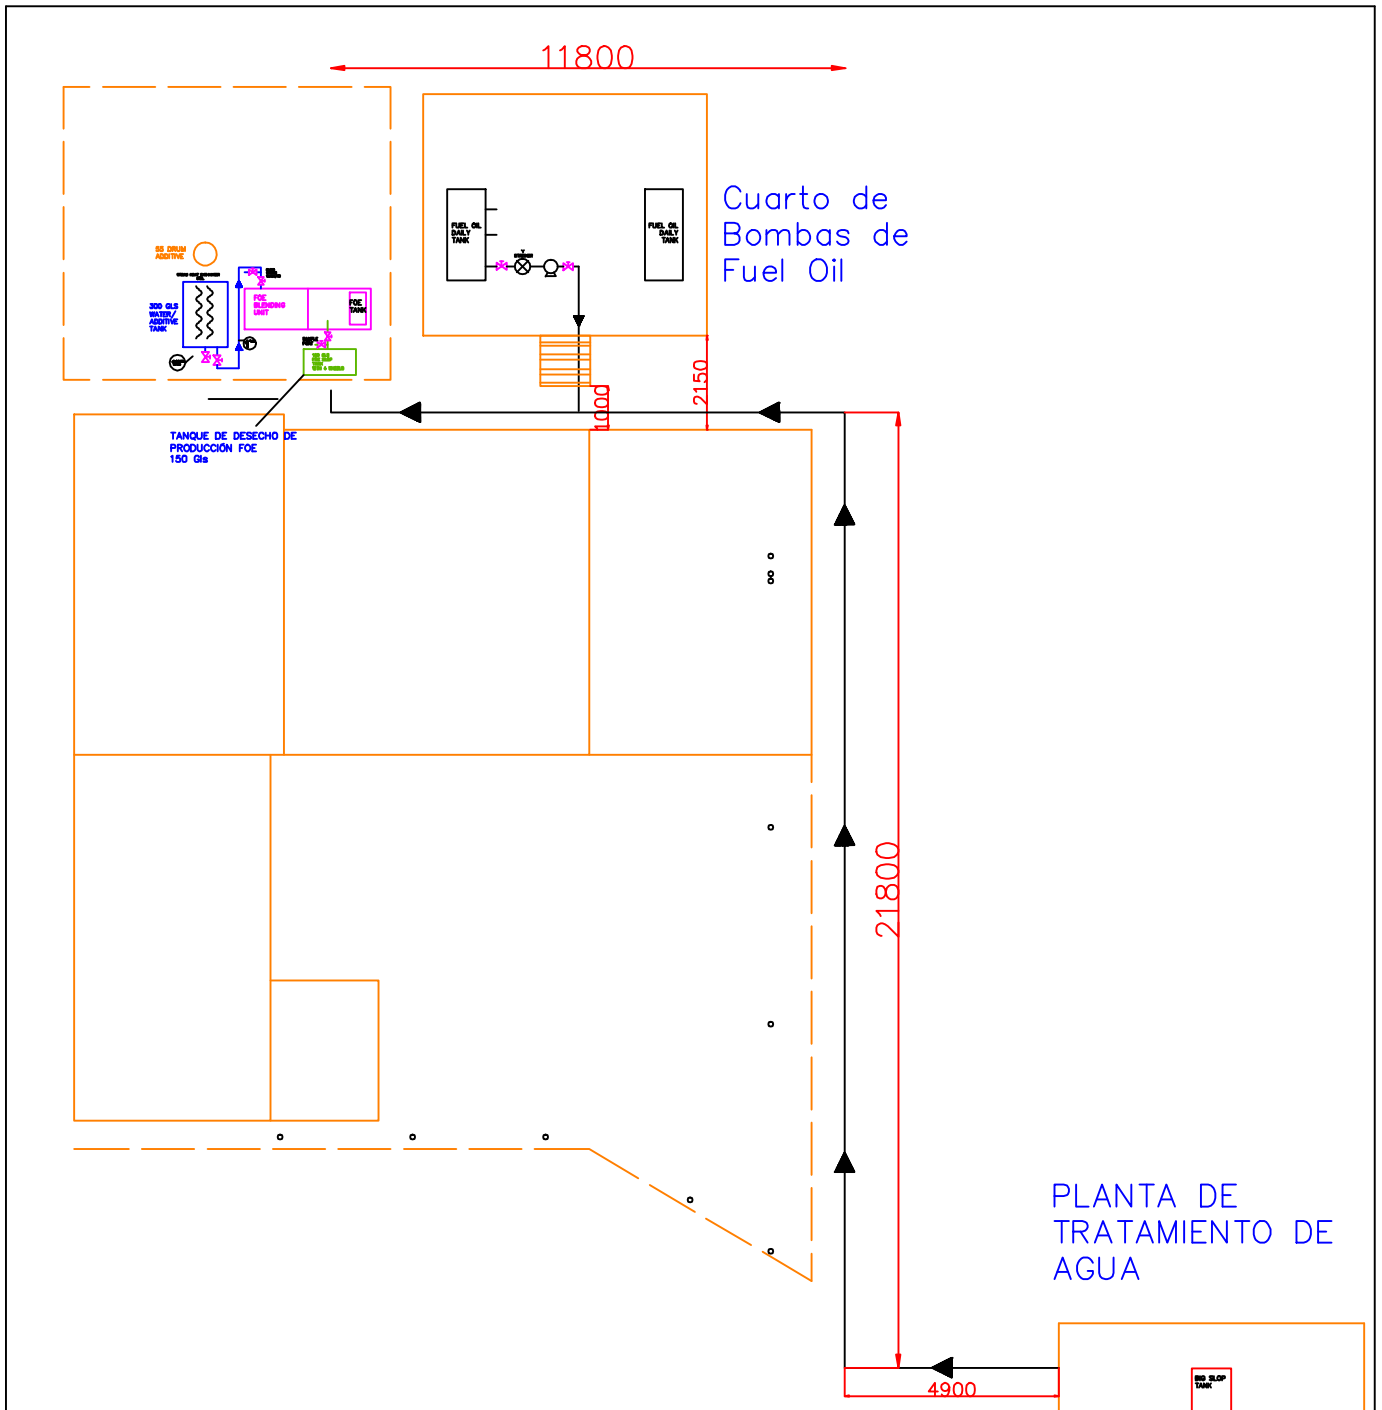 11800
Cuarto de
Bombas de
Fuel Oil
FUEL OIL
DAILY
TANK
FUEL OIL
DAILY
TANK
55 DRUM
ADDITIVE
300 GLS
WATER/
ADDITIVE
TANK
FOE
BLENDING
UNIT
FOE
TANK
2150
1000
TANQUE DE DESECHO DE
PRODUCCIÓN FOE
150 Gls
21800
PLANTA DE
TRATAMIENTO DE
AGUA
4900
BIG SLOP
TANK